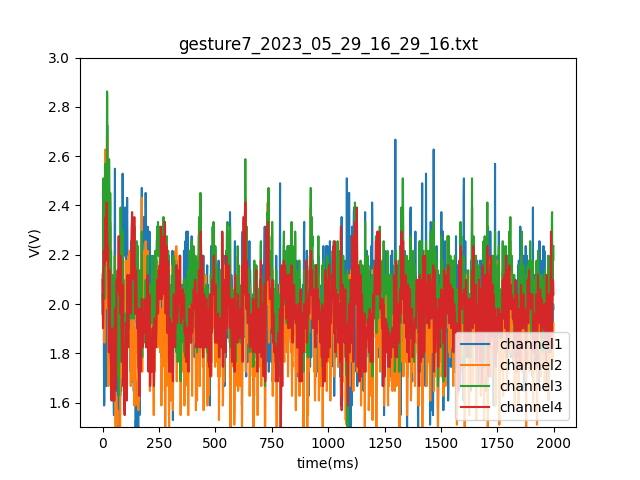 gesture7_2023_05_29_16_29_16.txt
3.0
2.8
2.6
2.4
2.2
2.0
1.8
1.6
V(V)
channel1
channel2
channel3
channel4
0 250 500 750 1000 1250 1500 1750 2000
time(ms)